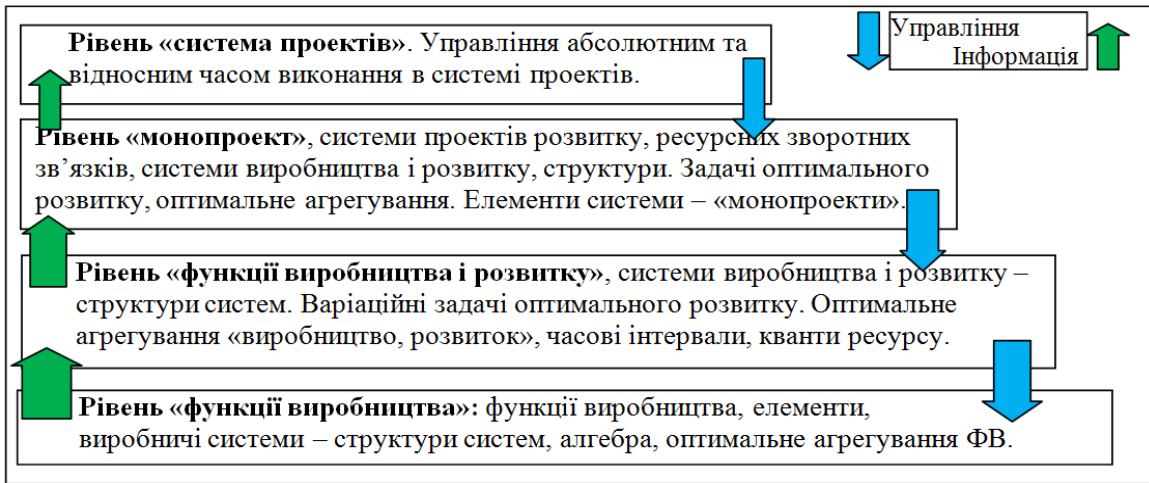 Рівень «система проектів». Управління абсолютним та
відносним часом виконання в системі проектів.
Управління
Інформація
Рівень «монопроект», системи проектів розвитку, ресурсних зворотних
зв’язків, системи виробництва і розвитку, структури. Задачі оптимального
розвитку, оптимальне агрегування. Елементи системи – «монопроекти».
Рівень «функції виробництва і розвитку», системи виробництва і розвитку –
структури систем. Варіаційні задачі оптимального розвитку. Оптимальне
агрегування «виробництво, розвиток», часові інтервали, кванти ресурсу.
Рівень «функції виробництва»: функції виробництва, елементи,
виробничі системи – структури систем, алгебра, оптимальне агрегування ФВ.